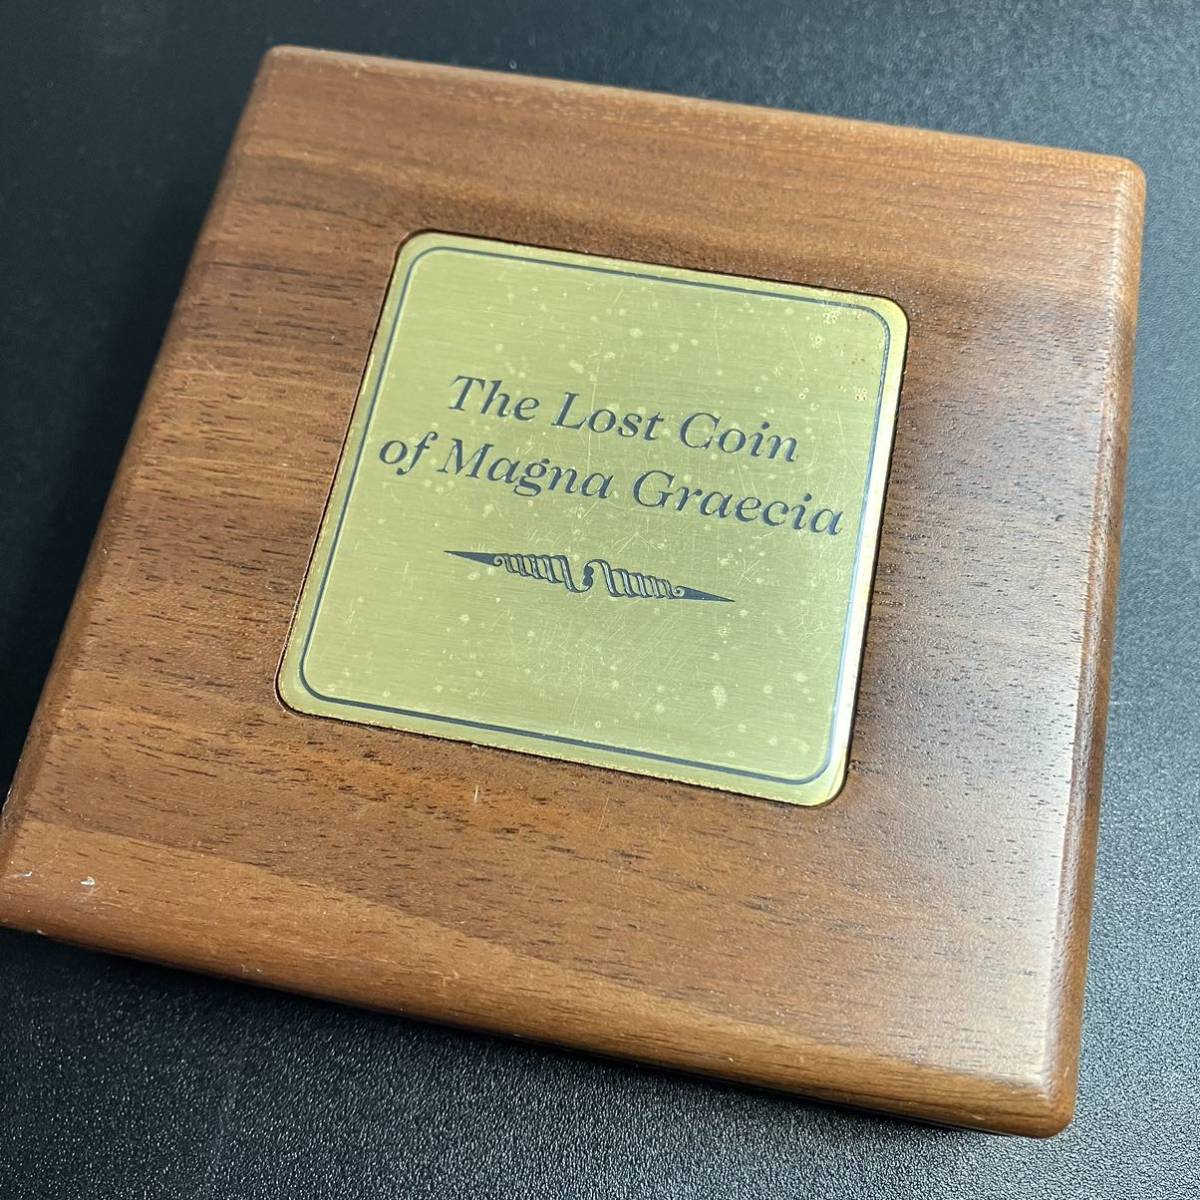 The Lost Coin
of Magna Graecia